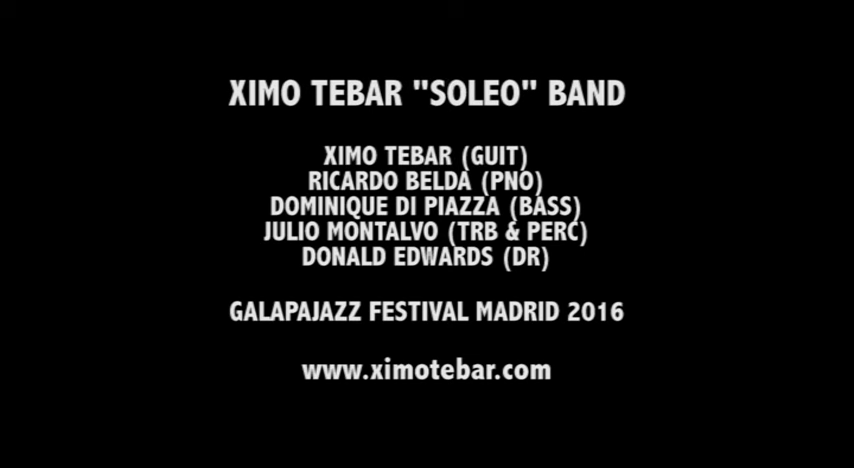 XIMO TEBAR "SOLEO" BAND
XIMO TEBAR (GUIT)
RICARDO BELDA (PNO)
DOMINIQUE DI PIAZZA (BASS)
JULIO MONTALVO (TRB & PERC)
DONALD EDWARDS (DR)
GALAPAJAZZ FESTIVAL MADRID 2016
www.ximotebar.com